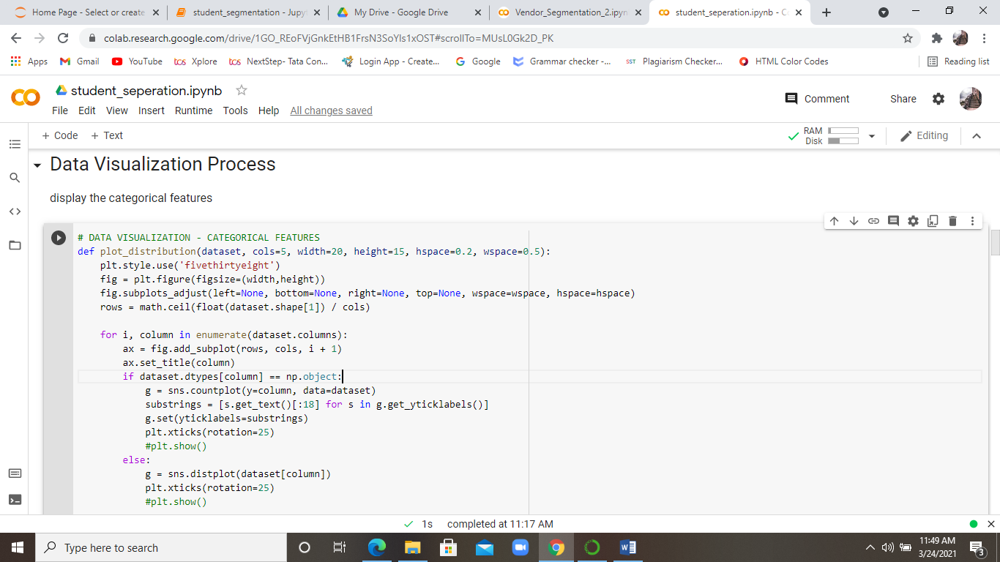 Home Page - Select or create
student_segmentation - Jupy
My Drive - Google Drive
Vendor_Segmentation_2.ipyn
student_seperation.ipynb - C
colab.research.google.com/drive/1GO_REoFVjGnkEtHB1FrsN3SoYIs1xOST#scrollTo=MUsL0Gk2D_PK
Apps Gmail YouTube tcs Xplore tcs NextStep- Tata Con... Login App - Create... Google Grammar checker -... SST Plagiarism Checker... HTML Color Codes Reading list
student_seperation.ipynb
Comment Share
File Edit View Insert Runtime Tools Help All changes saved
+ Code + Text
RAM
Disk
Editing
Data Visualization Process
display the categorical features
# DATA VISUALIZATION - CATEGORICAL FEATURES
def plot_distribution(dataset, cols=5, width=20, height=15, hspace=0.2, wspace=0.5):
plt.style.use('fivethirtyeight')
fig = plt.figure(figsize=(width,height))
fig.subplots_adjust(left=None, bottom=None, right=None, top=None, wspace=wspace, hspace=hspace)
rows = math.ceil(float(dataset.shape[1]) / cols)
for i, column in enumerate(dataset.columns):
ax = fig.add_subplot(rows, cols, i + 1)
ax.set_title(column)
if dataset.dtypes[column] == np.object:
g = sns.countplot(y=column, data=dataset)
substrings = [s.get_text()[:18] for s in g.get_yticklabels()]
g.set(yticklabels=substrings)
plt.xticks(rotation=25)
#plt.show()
else:
g = sns.distplot(dataset[column])
plt.xticks(rotation=25)
#plt.show()
1s completed at 11:17 AM
Type here to search
11:49 AM
3/24/2021
3